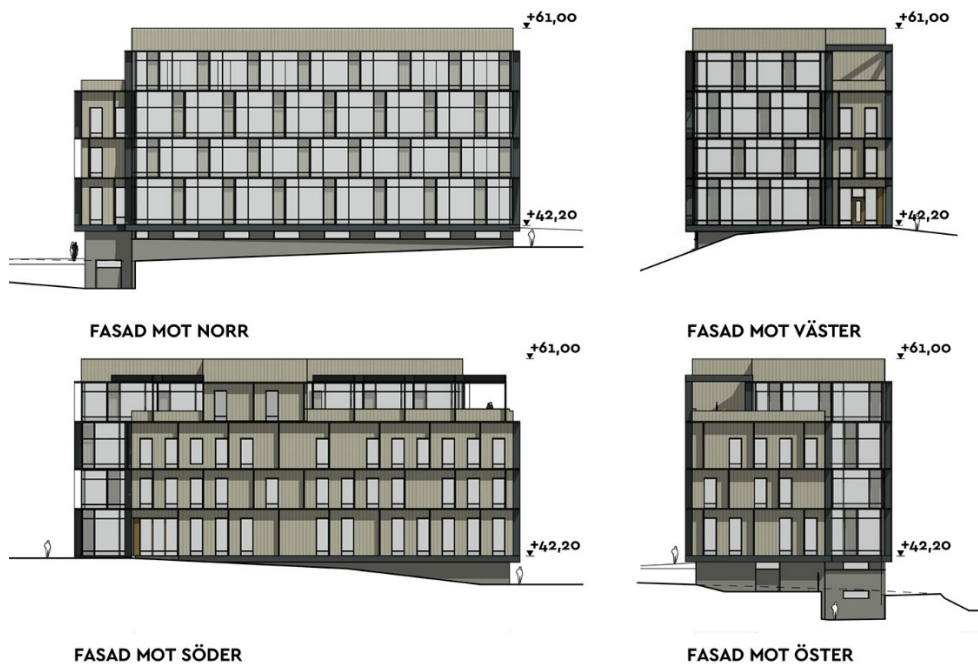 +61,00
+61,00
+42,20
+42,20
FASAD MOT NORR
FASAD MOT VÄSTER
+61,00
+61,00
+42,20
+42,20
FASAD MOT SÖDER
FASAD MOT ÖSTER